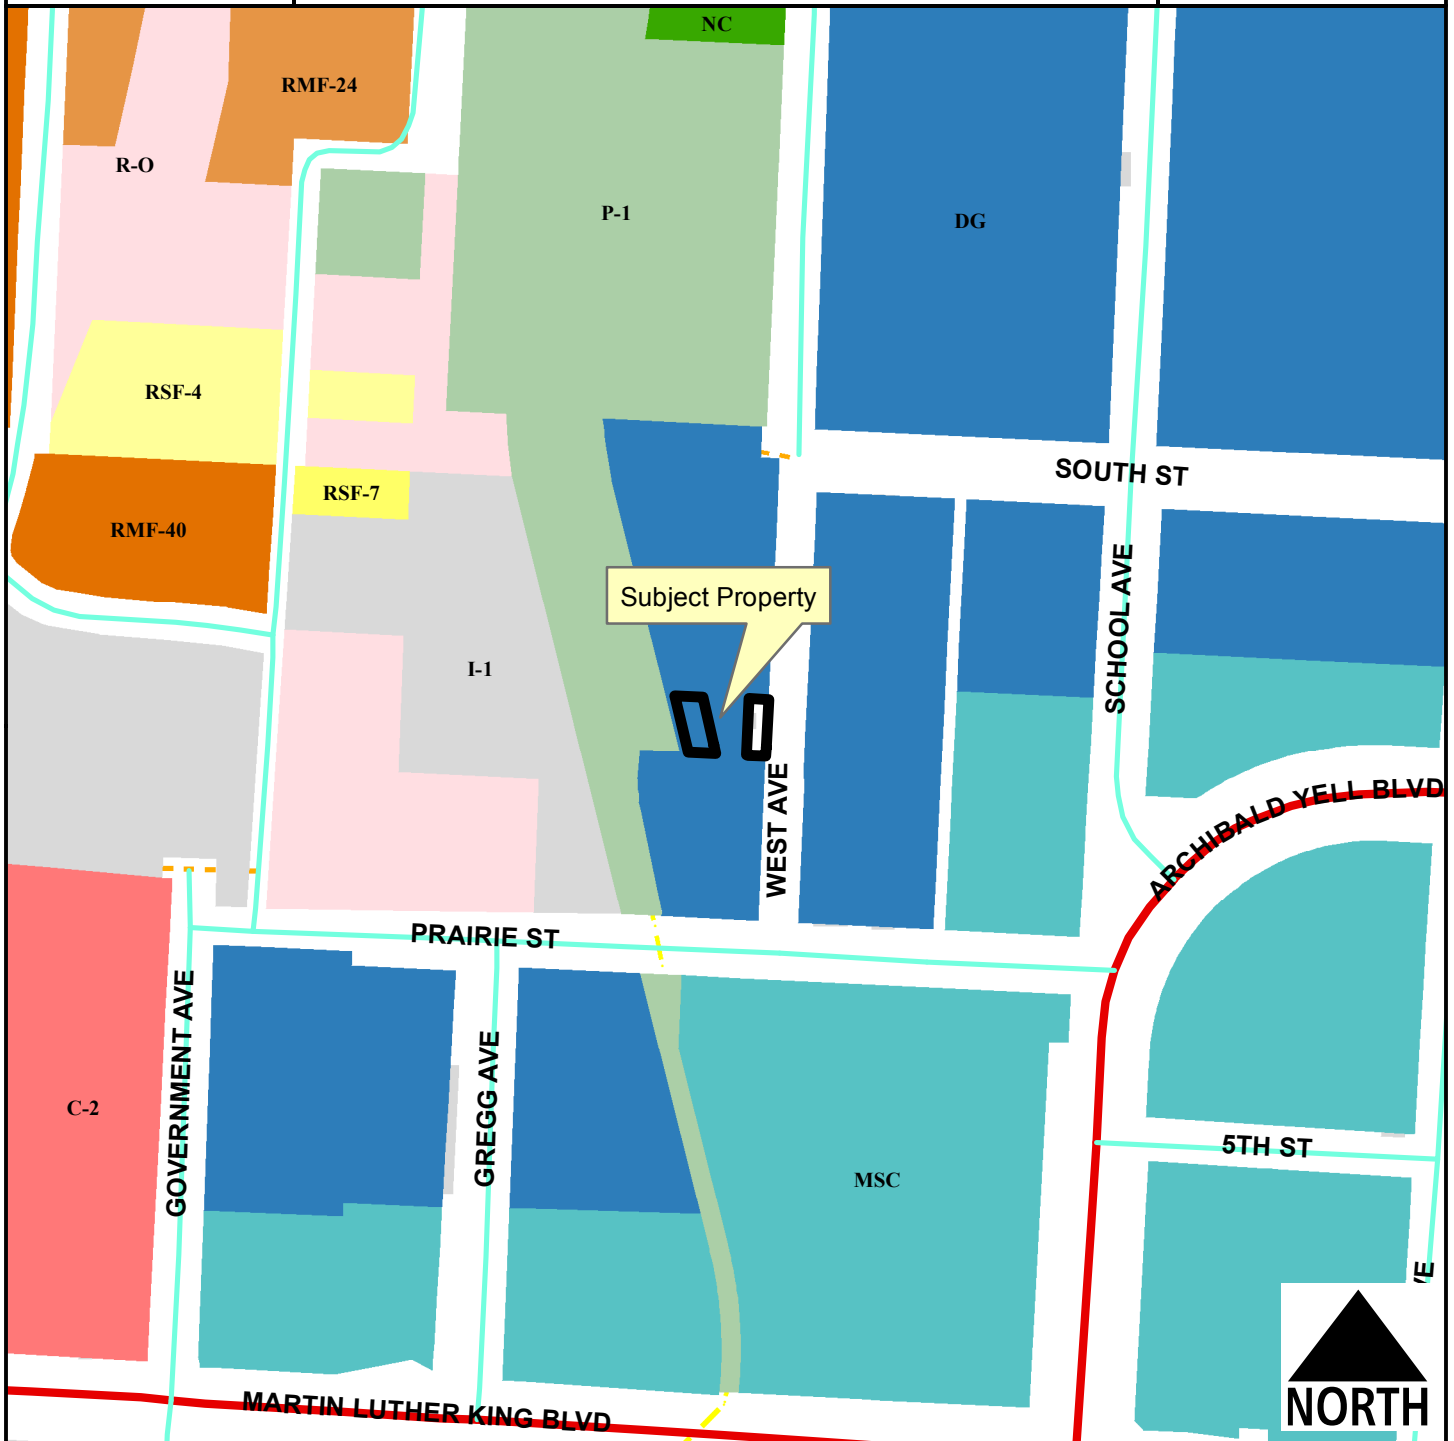 NC
RMF-24
R-O
P-1
DG
RSF-4
SOUTH ST
RSF-7
RMF-40
Subject Property
SCHOOL AVE
I-1
WEST AVE
ARCHIBALD YELL BLVD
PRAIRIE ST
GOVERNMENT AVE
GREGG AVE
C-2
5TH ST
MSC
VE
MARTIN LUTHER KING BLVD
NORTH